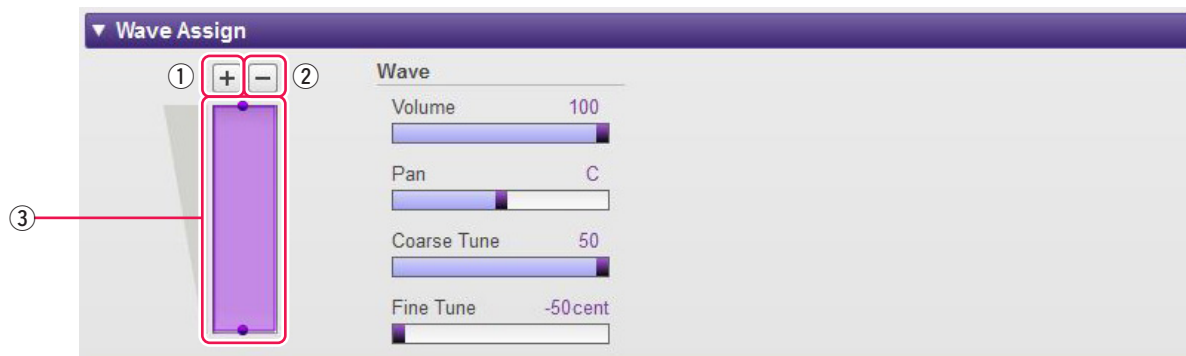 ▼ Wave Assign
① + − ②
Wave
Volume 100
Pan C
③
Coarse Tune 50
Fine Tune -50cent